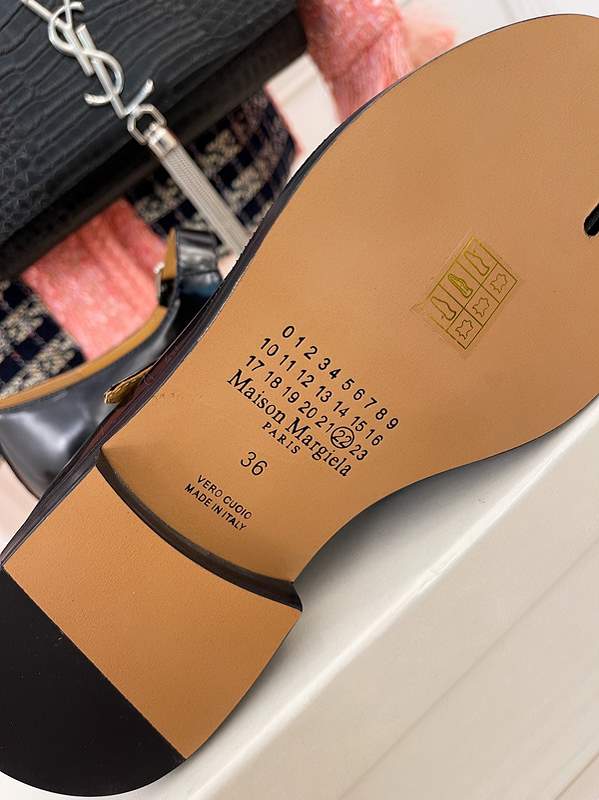 YSL
0 1 2 3 4 5 6 7 8 9
10 11 12 13 14 15 16
17 18 19 20 21 22 23
Maison Margiela
PARIS
36
VERO CUOIO
MADE IN ITALY